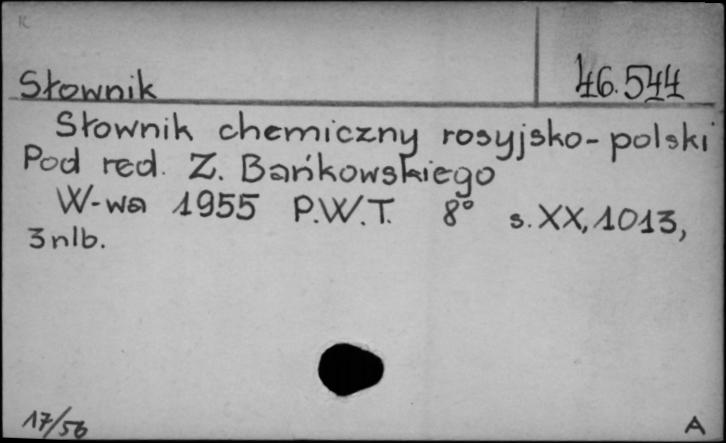 K
Słownik
46.544
Słownik chemiczny rosyjsko-polski
Pod red. Z. Bańkowskiego
W-wa 1955 P.W.T. 8° s. XX, 1013,
3 nlb.
17/56
A